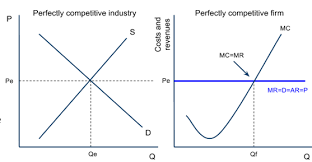 Perfectly competitive industry
P
S
Pe
D
Qe
Q
Perfectly competitive firm
Costs and
revenues
MC
MC=MR
Pe
MR=D=AR=P
Qf
Q